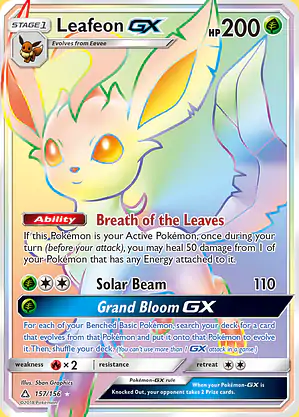 STAGE 1 Leafeon GX HP 200
Evolves from Eevee
Ability Breath of the Leaves
If this Pokémon is your Active Pokémon, once during your
turn (before your attack), you may heal 50 damage from 1 of
your Pokémon that has any Energy attached to it.
Solar Beam 110
Grand Bloom GX
For each of your Benched Basic Pokémon, search your deck for a card
that evolves from that Pokémon and put it onto that Pokémon to
evolve it. Then, shuffle your deck. (You can't use more than 1 GX attack in a game.)
weakness × 2 resistance retreat
Illus. 5ban Graphics
157/156
Pokémon-GX rule
When your Pokémon-GX is
Knocked Out, your opponent takes 2 Prize cards.
©2018 Pokémon